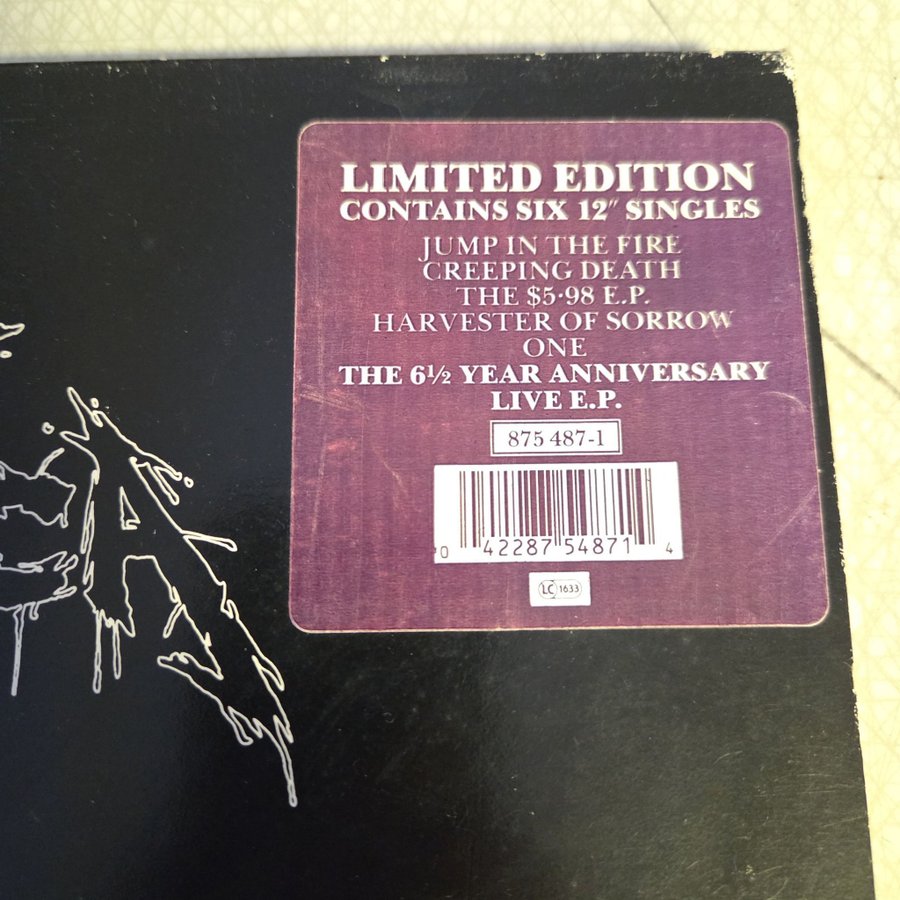 LIMITED EDITION
CONTAINS SIX 12" SINGLES
JUMP IN THE FIRE
CREEPING DEATH
THE $5·98 E.P.
HARVESTER OF SORROW
ONE
THE 6½ YEAR ANNIVERSARY
LIVE E.P.
875 487-1
0 42287 54871 4
LC 1633